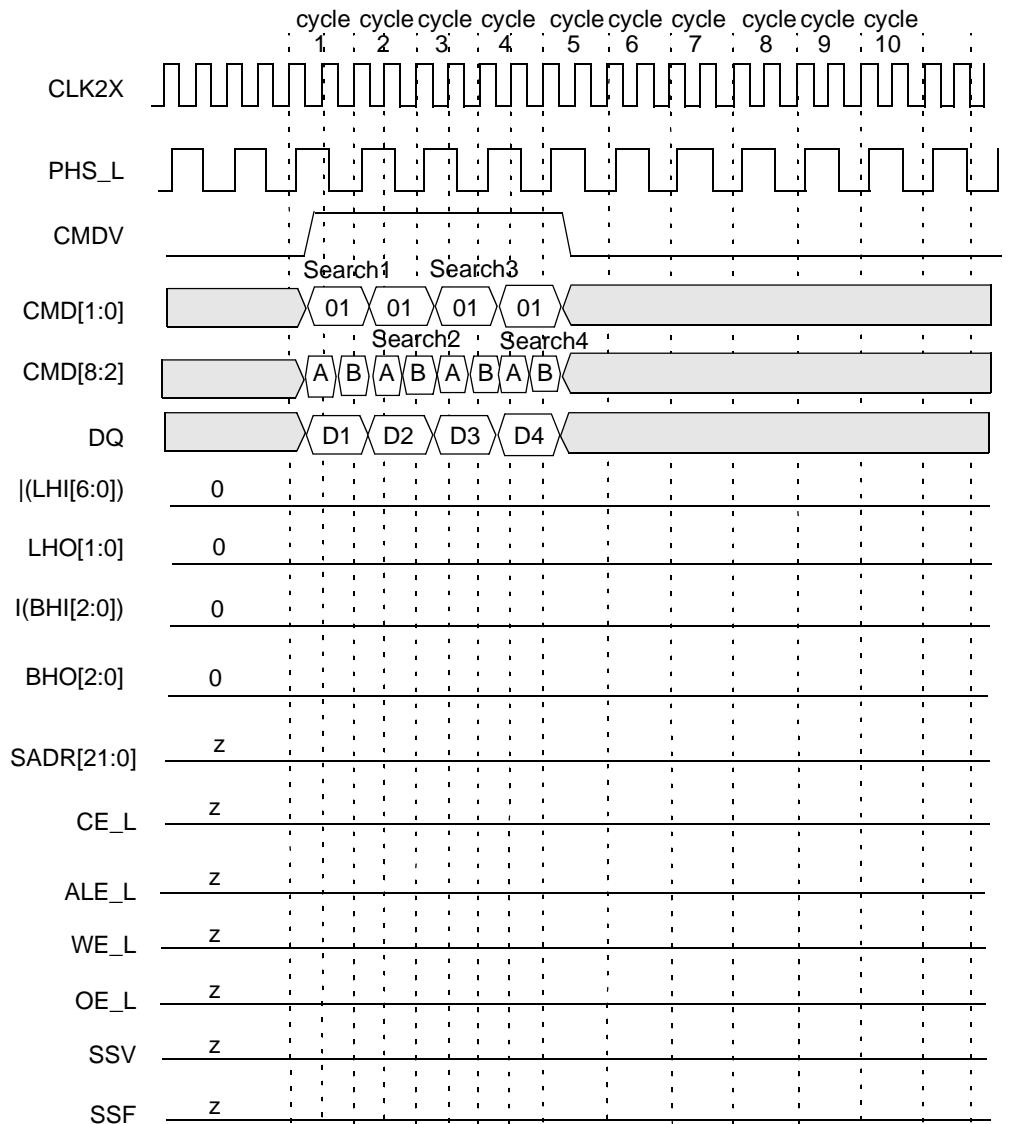 cycle cycle cycle cycle cycle cycle cycle cycle cycle cycle
1 2 3 4 5 6 7 8 9 10
CLK2X
PHS_L
CMDV
Search1 Search3
CMD[1:0] 01 01 01 01
Search2 Search4
CMD[8:2] A B A B A B A B
DQ D1 D2 D3 D4
|(LHI[6:0]) 0
LHO[1:0] 0
I(BHI[2:0]) 0
BHO[2:0] 0
SADR[21:0] z
CE_L z
ALE_L z
WE_L z
OE_L z
SSV z
SSF z